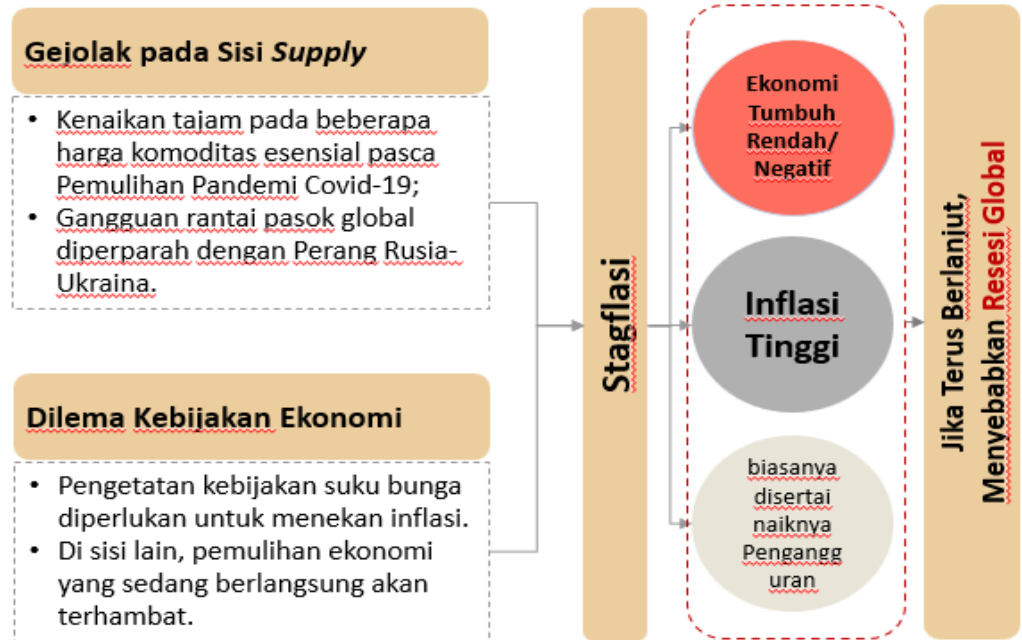 Gejolak pada Sisi Supply
• Kenaikan tajam pada beberapa
harga komoditas esensial pasca
Pemulihan Pandemi Covid-19;
• Gangguan rantai pasok global
diperparah dengan Perang Rusia-
Ukraina.
Dilema Kebijakan Ekonomi
• Pengetatan kebijakan suku bunga
diperlukan untuk menekan inflasi.
• Di sisi lain, pemulihan ekonomi
yang sedang berlangsung akan
terhambat.
Stagflasi
Ekonomi
Tumbuh
Rendah/
Negatif
Inflasi
Tinggi
biasanya
disertai
naiknya
Pengangg
uran
Jika Terus Berlanjut,
Menyebabkan Resesi Global